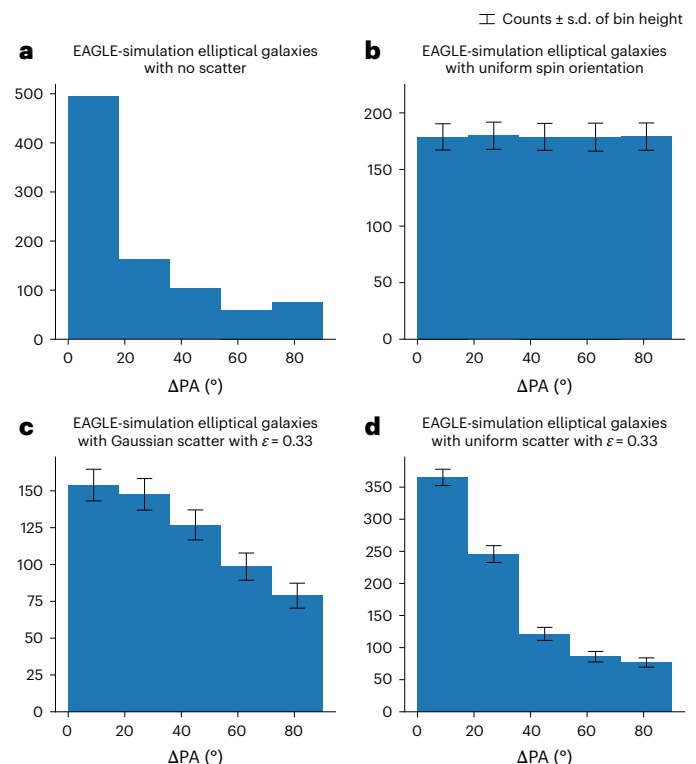 Counts ± s.d. of bin height
a
EAGLE-simulation elliptical galaxies
with no scatter
500
400
300
200
100
0
0 20 40 60 80
ΔPA (°)
b
EAGLE-simulation elliptical galaxies
with uniform spin orientation
200
150
100
50
0
0 20 40 60 80
ΔPA (°)
c
EAGLE-simulation elliptical galaxies
with Gaussian scatter with ε = 0.33
150
125
100
75
50
25
0
0 20 40 60 80
ΔPA (°)
d
EAGLE-simulation elliptical galaxies
with uniform scatter with ε = 0.33
350
300
250
200
150
100
50
0
0 20 40 60 80
ΔPA (°)